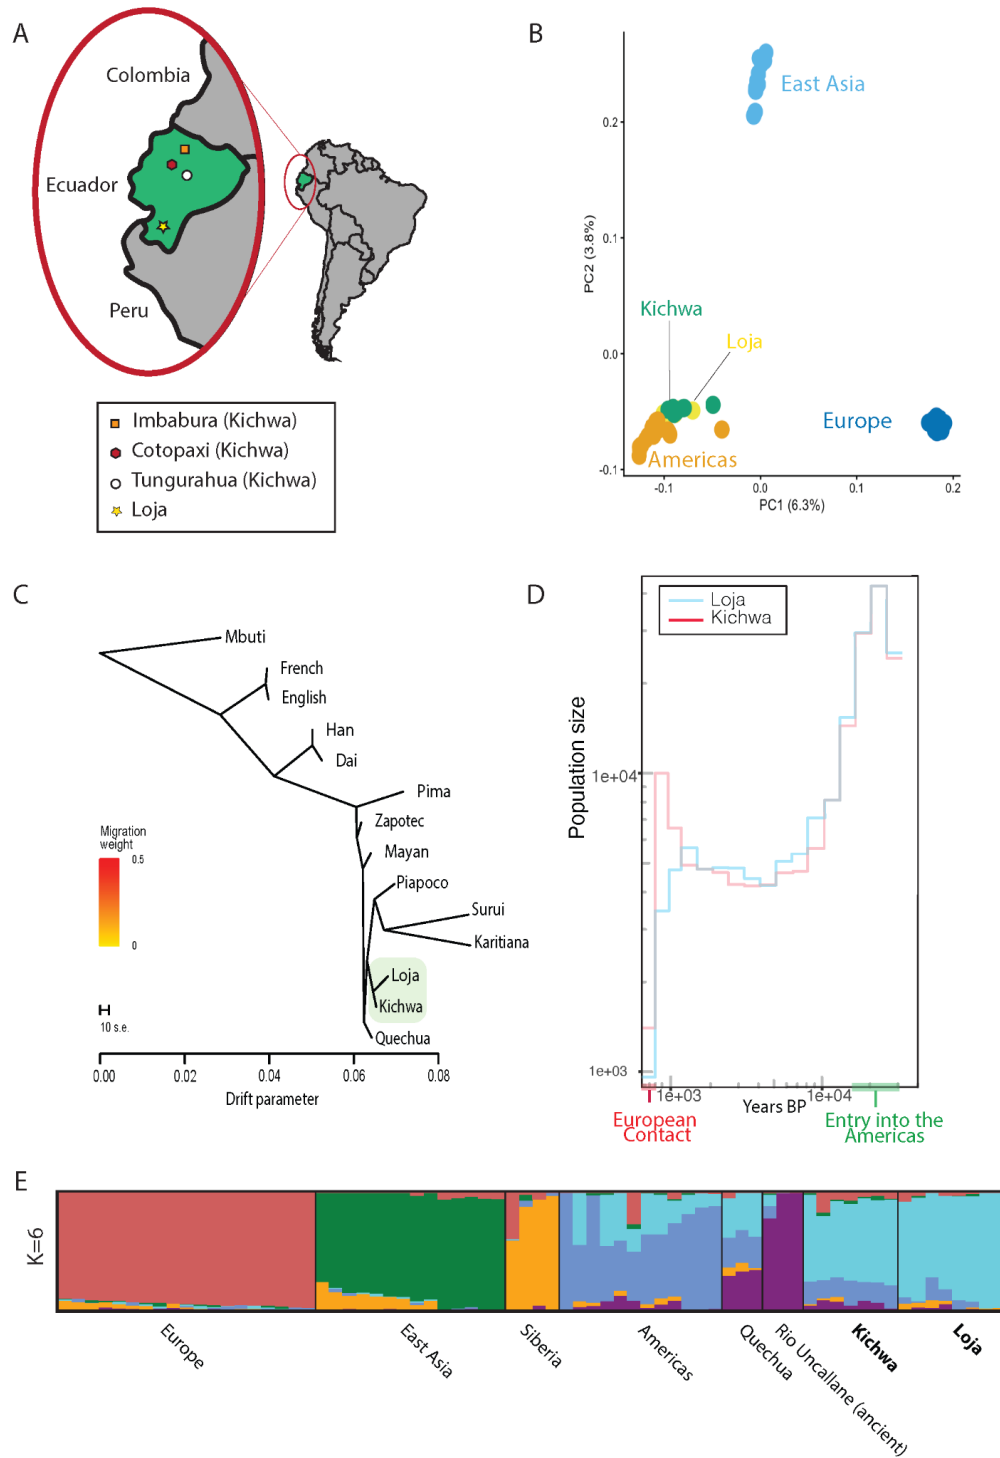 A
Colombia
Ecuador
Peru
Imbabura (Kichwa)
Cotopaxi (Kichwa)
Tungurahua (Kichwa)
Loja
B
East Asia
0.2
0.1
0.0
-0.1
PC2 (3.8%)
Kichwa
Loja
Europe
Americas
-0.1
0.0
0.1
0.2
PC1 (6.3%)
C
Mbuti
French
English
Han
Dai
Pima
Zapotec
Mayan
Piapoco
Surui
Karitiana
Loja
Kichwa
Quechua
Migration
weight
0.5
0
10 s.e.
0.00
0.02
0.04
0.06
0.08
Drift parameter
D
Loja
Kichwa
Population size
1e+04
1e+03
1e+03
1e+04
Years BP
European
Contact
Entry into the
Americas
E
K=6
Europe
East Asia
Siberia
Americas
Quechua
Rio Uncallane (ancient)
Kichwa
Loja